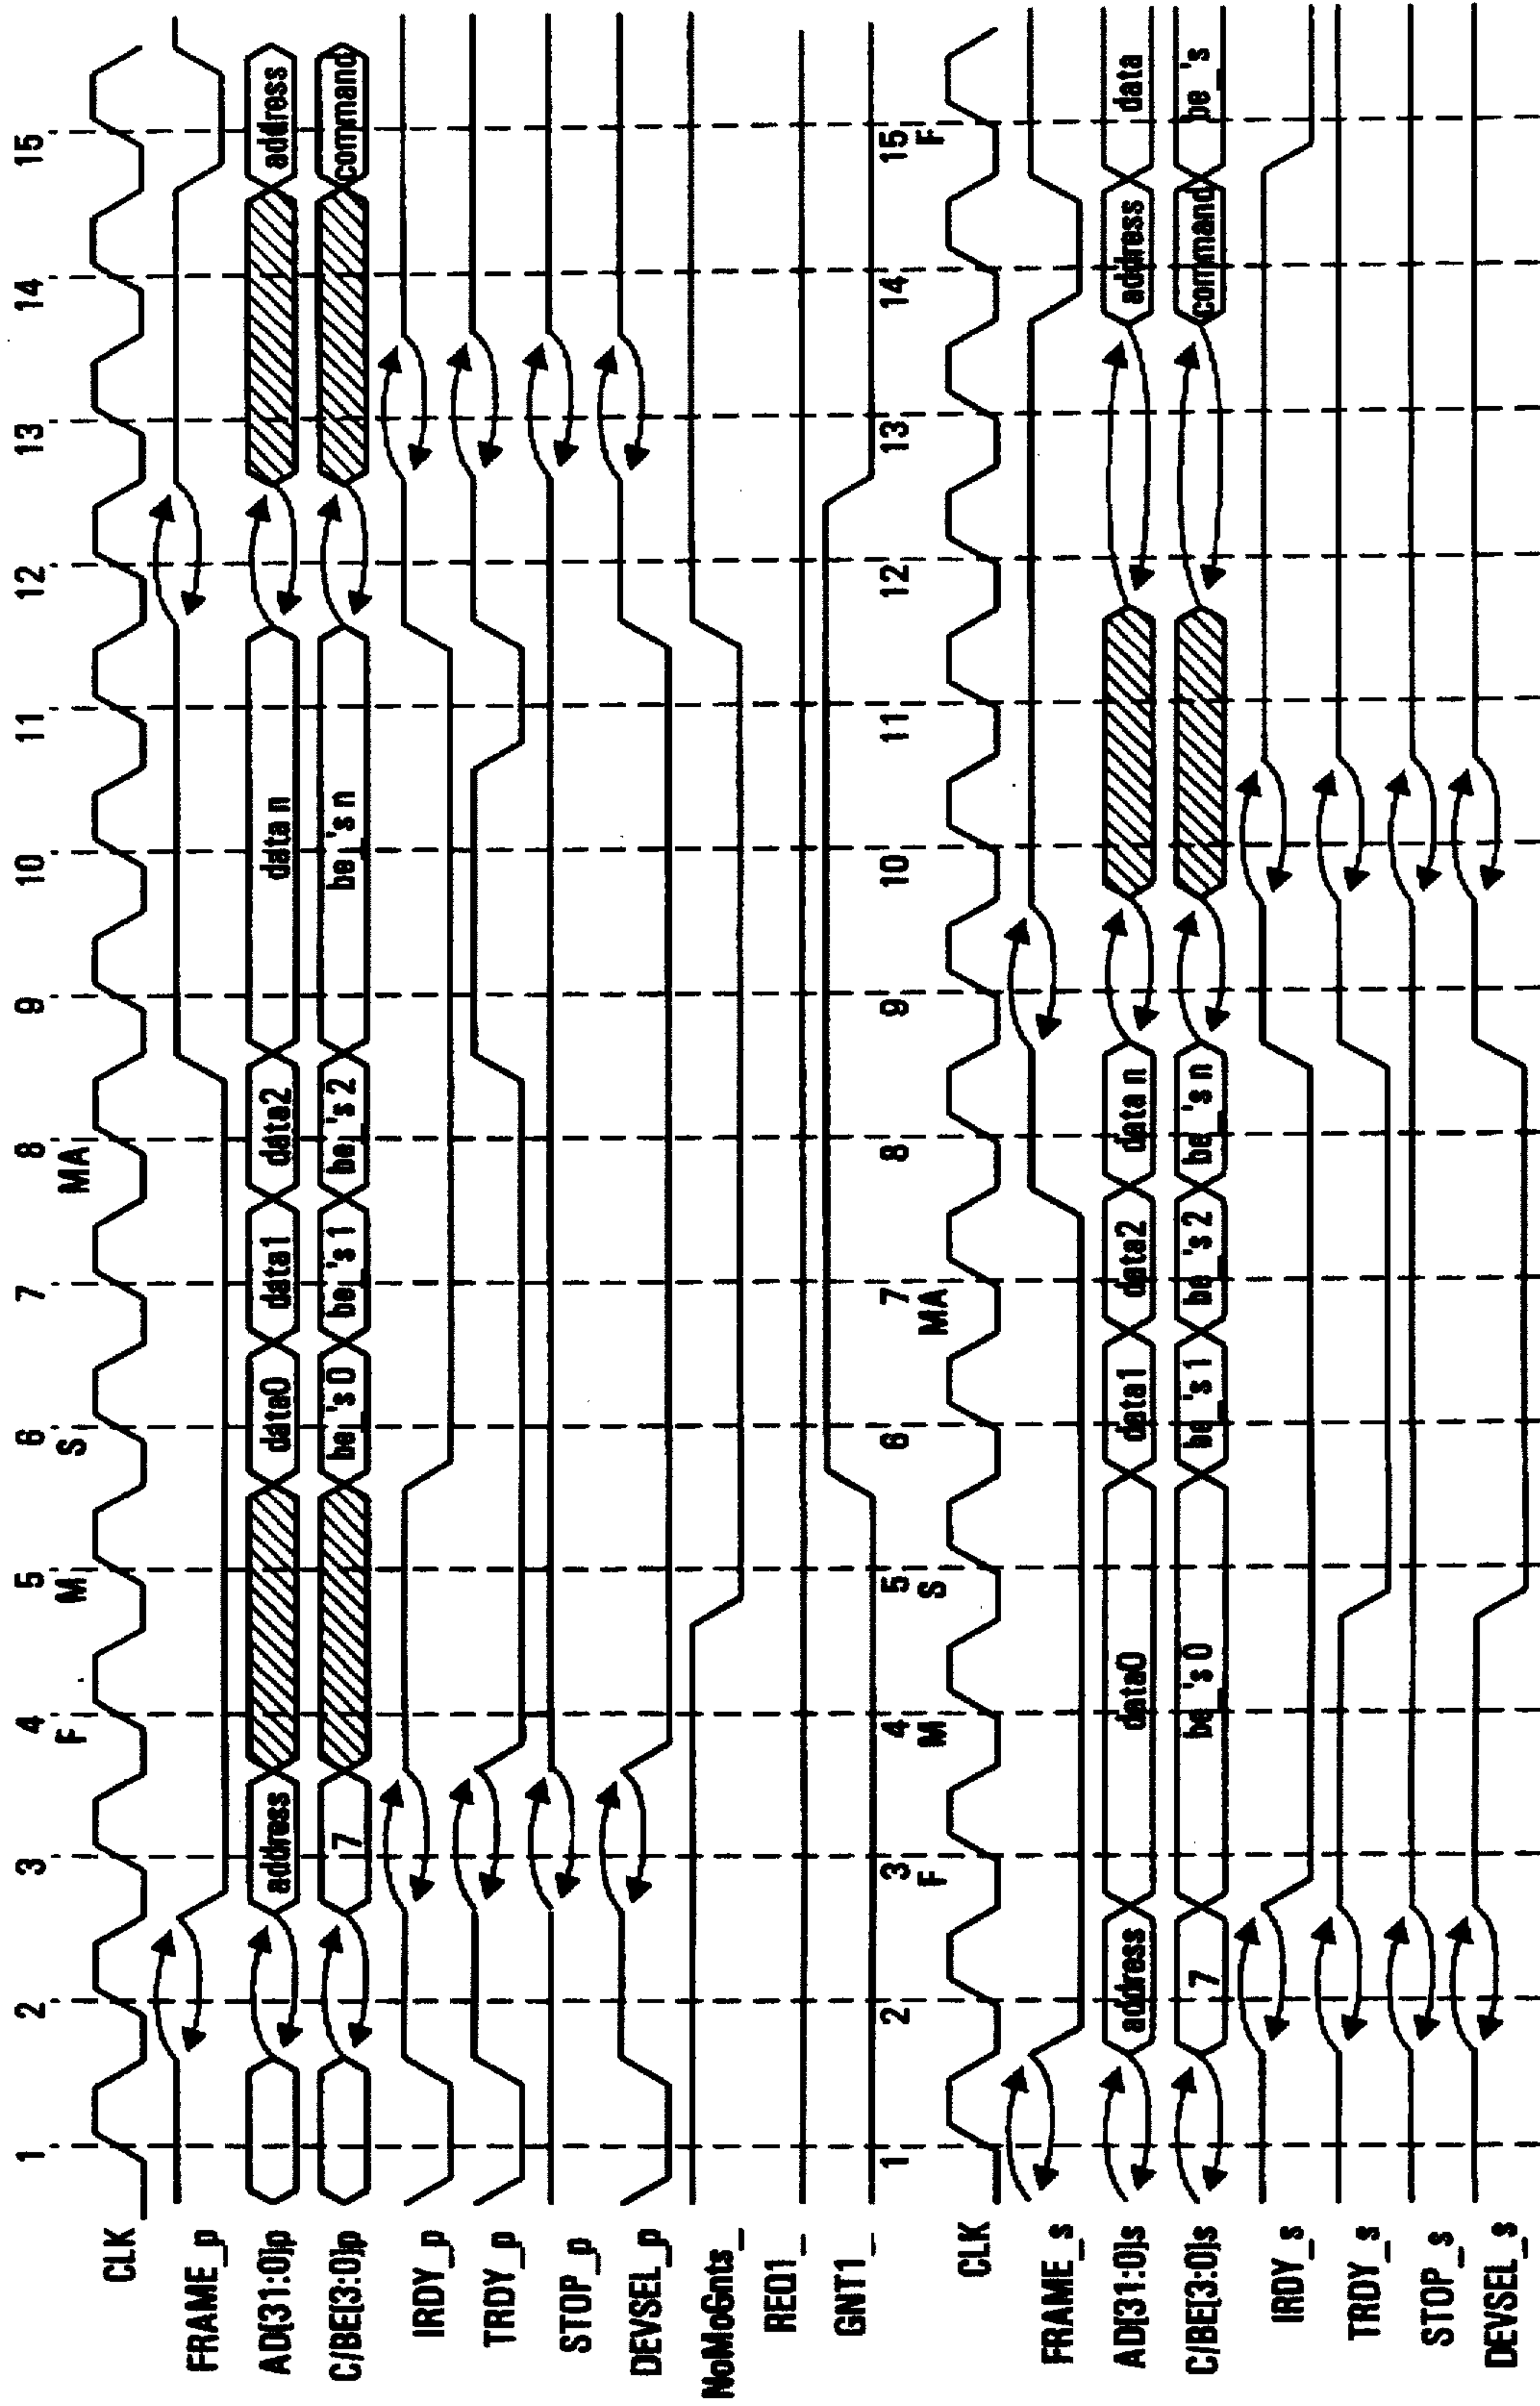 1 2 3 4 5 6 7 8 9 10 11 12 13 14 15
F M S MA
CLK
FRAME_p
AD[31:0]p address data0 data1 data2 data n address
C/BE[3:0]p 7 be_'s 0 be_'s 1 be_'s 2 be_'s n command
IRDY_p
TRDY_p
STOP_p
DEVSEL_p
NoMoGnts_
REQ1_
GNT1_
1 2 3 4 5 6 7 8 9 10 11 12 13 14 15
F M S MA F
CLK
FRAME_s
AD[31:0]s address data0 data1 data2 data n address data
C/BE[3:0]s 7 be_'s 0 be_'s 1 be_'s 2 be_'s n command be_'s
IRDY_s
TRDY_s
STOP_s
DEVSEL_s